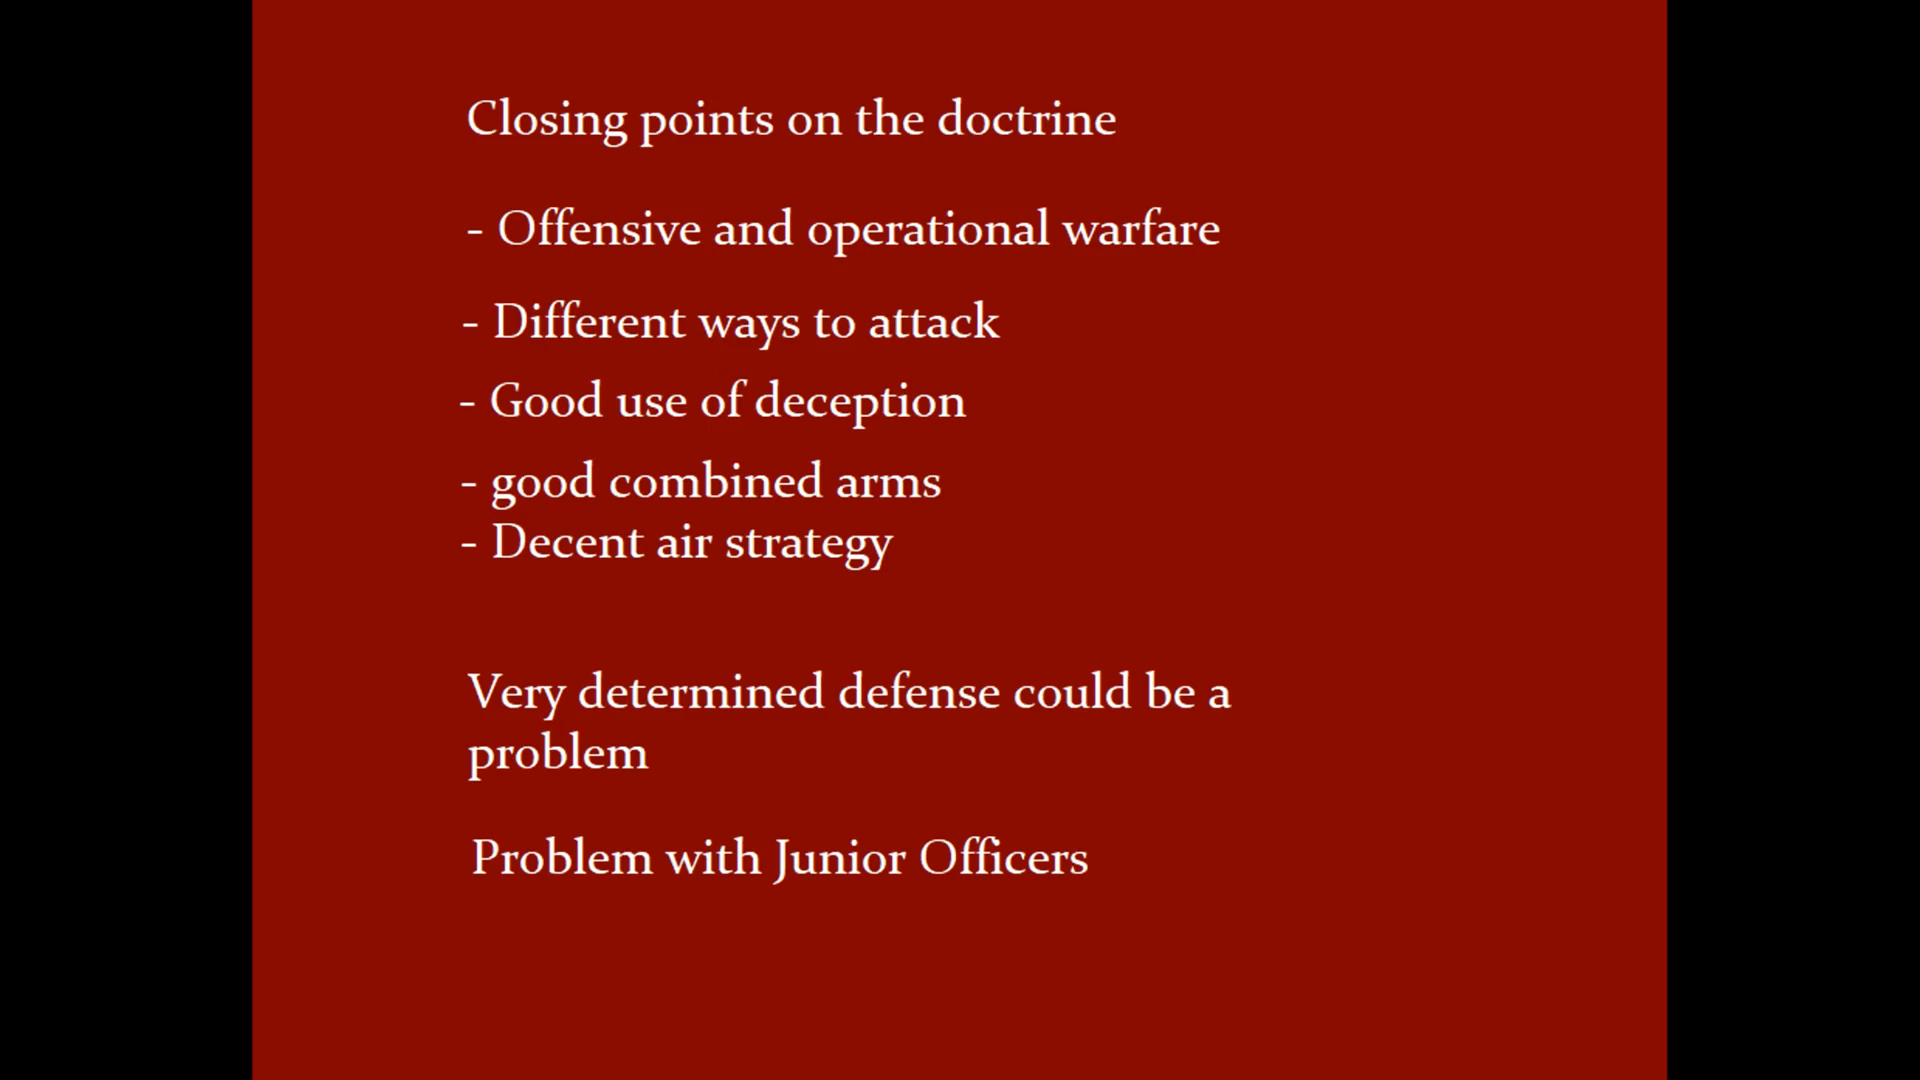 Closing points on the doctrine
- Offensive and operational warfare
- Different ways to attack
- Good use of deception
- good combined arms
- Decent air strategy
Very determined defense could be a
problem
Problem with Junior Officers